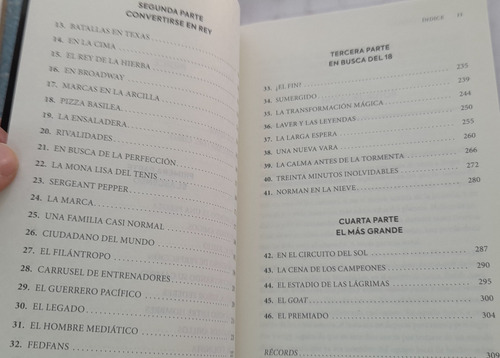 SEGUNDA PARTE
CONVERTIRSE EN REY
13. BATALLAS EN TEXAS
14. EN LA CIMA
15. EL REY DE LA HIERBA
16. EN BROADWAY
17. MARCAS EN LA ARCILLA
18. PIZZA BASILEA
19. LA ENSALADERA
20. RIVALIDADES
21. EN BUSCA DE LA PERFECCIÓN
22. LA MONA LISA DEL TENIS
23. SERGEANT PEPPER
24. LA MARCA
25. UNA FAMILIA CASI NORMAL
26. CIUDADANO DEL MUNDO
27. EL FILÁNTROPO
28. CARRUSEL DE ENTRENADORES
29. EL GUERRERO PACÍFICO
30. EL LEGADO
31. EL HOMBRE MEDIÁTICO
32. FEDFANS
ÍNDICE 11
TERCERA PARTE
EN BUSCA DEL 18
33. ¿EL FIN? 235
34. SUMERGIDO 239
35. LA TRANSFORMACIÓN MÁGICA 244
36. LAVER Y LAS LEYENDAS 250
37. LA LARGA ESPERA 255
38. UNA NUEVA VARA 260
39. LA CALMA ANTES DE LA TORMENTA 266
40. TREINTA MINUTOS INOLVIDABLES 272
41. NORMAN EN LA NIEVE 280
CUARTA PARTE
EL MÁS GRANDE
42. EN EL CIRCUITO DEL SOL 287
43. LA CENA DE LOS CAMPEONES 291
44. EL ESTADIO DE LAS LÁGRIMAS 295
45. EL GOAT 300
46. EL PREMIADO 304
RÉCORDS 309